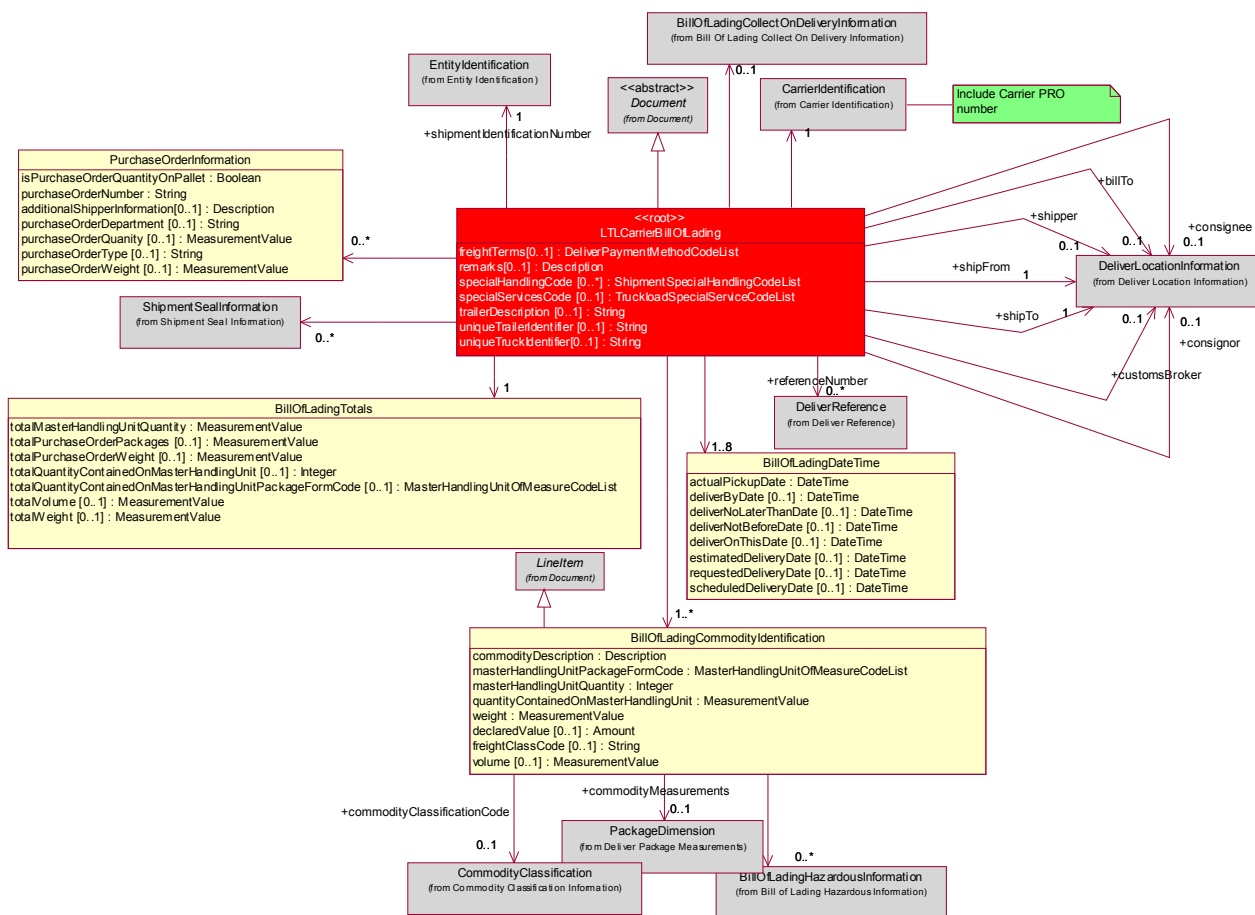 BillOfLadingCollectOnDeliveryInformation
(from Bill Of Lading Collect On Delivery Information)
0..1
EntityIdentification
(from Entity Identification)
1
+shipmentIdentificationNumber
<<abstract>>
Document
(from Document)
CarrierIdentification
(from Carrier Identification)
1
Include Carrier PRO
number
PurchaseOrderInformation
isPurchaseOrderQuantityOnPallet : Boolean
purchaseOrderNumber : String
additionalShipperInformation[0..1] : Description
purchaseOrderDepartment [0..1] : String
purchaseOrderQuanity [0..1] : MeasurementValue
purchaseOrderType [0..1] : String
purchaseOrderWeight [0..1] : MeasurementValue
0..*
<<root>>
LTLCarrierBillOfLading
freightTerms[0..1] : DeliverPaymentMethodCodeList
remarks[0..1] : Description
specialHandlingCode [0..*] : ShipmentSpecialHandlingCodeList
specialServicesCode [0..1] : TruckloadSpecialServiceCodeList
trailerDescription [0..1] : String
uniqueTrailerIdentifier [0..1] : String
uniqueTruckIdentifier[0..1] : String
+billTo
0..1
+shipper
0..1
+consignee
0..1
+shipFrom
1
DeliverLocationInformation
(from Deliver Location Information)
+shipTo
1
0..1
+customsBroker
0..1
+consignor
ShipmentSealInformation
(from Shipment Seal Information)
0..*
1
BillOfLadingTotals
totalMasterHandlingUnitQuantity : MeasurementValue
totalPurchaseOrderPackages [0..1] : MeasurementValue
totalPurchaseOrderWeight [0..1] : MeasurementValue
totalQuantityContainedOnMasterHandlingUnit [0..1] : Integer
totalQuantityContainedOnMasterHandlingUnitPackageFormCode [0..1] : MasterHandlingUnitOfMeasureCodeList
totalVolume [0..1] : MeasurementValue
totalWeight [0..1] : MeasurementValue
+referenceNumber
0..*
DeliverReference
(from Deliver Reference)
1..8
BillOfLadingDateTime
actualPickupDate : DateTime
deliverByDate [0..1] : DateTime
deliverNoLaterThanDate [0..1] : DateTime
deliverNotBeforeDate [0..1] : DateTime
deliverOnThisDate [0..1] : DateTime
estimatedDeliveryDate [0..1] : DateTime
requestedDeliveryDate [0..1] : DateTime
scheduledDeliveryDate [0..1] : DateTime
LineItem
(from Document)
1..*
BillOfLadingCommodityIdentification
commodityDescription : Description
masterHandlingUnitPackageFormCode : MasterHandlingUnitOfMeasureCodeList
masterHandlingUnitQuantity : Integer
quantityContainedOnMasterHandlingUnit : MeasurementValue
weight : MeasurementValue
declaredValue [0..1] : Amount
freightClassCode [0..1] : String
volume [0..1] : MeasurementValue
+commodityClassificationCode
0..1
+commodityMeasurements
0..1
0..*
PackageDimension
(from Deliver Package Measurements)
CommodityClassification
(from Commodity Classification Information)
BillOfLadingHazardousInformation
(from Bill of Lading Hazardous Information)